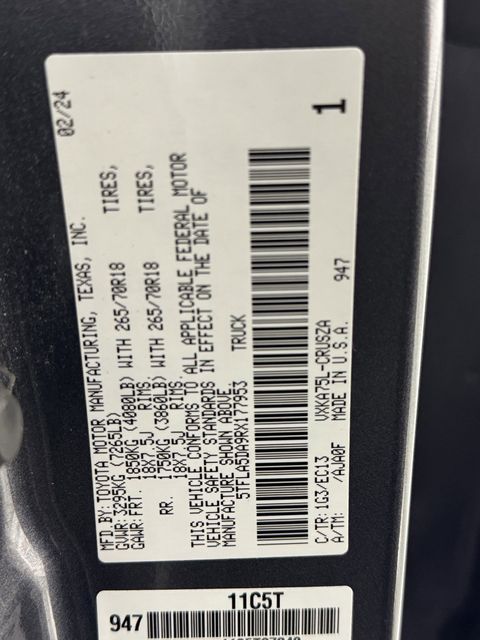 MFD BY: TOYOTA MOTOR MANUFACTURING, TEXAS, INC. 02/24
GVWR: 3295KG (7265LB)
GAWR: FRT. 1850KG (4080LB) WITH 265/70R18 TIRES,
18X7.5J RIMS,
RR. 1750KG (3860LB) WITH 265/70R18 TIRES,
18X7.5J RIMS.
THIS VEHICLE CONFORMS TO ALL APPLICABLE FEDERAL MOTOR
VEHICLE SAFETY STANDARDS IN EFFECT ON THE DATE OF
MANUFACTURE SHOWN ABOVE.
5TFLA5DA9RX177953 TRUCK
1
C/TR: 1G3/EC13 VXKA75L-CRUSZA 947
A/TM: /AJA0F MADE IN U.S.A.
11C5T
947